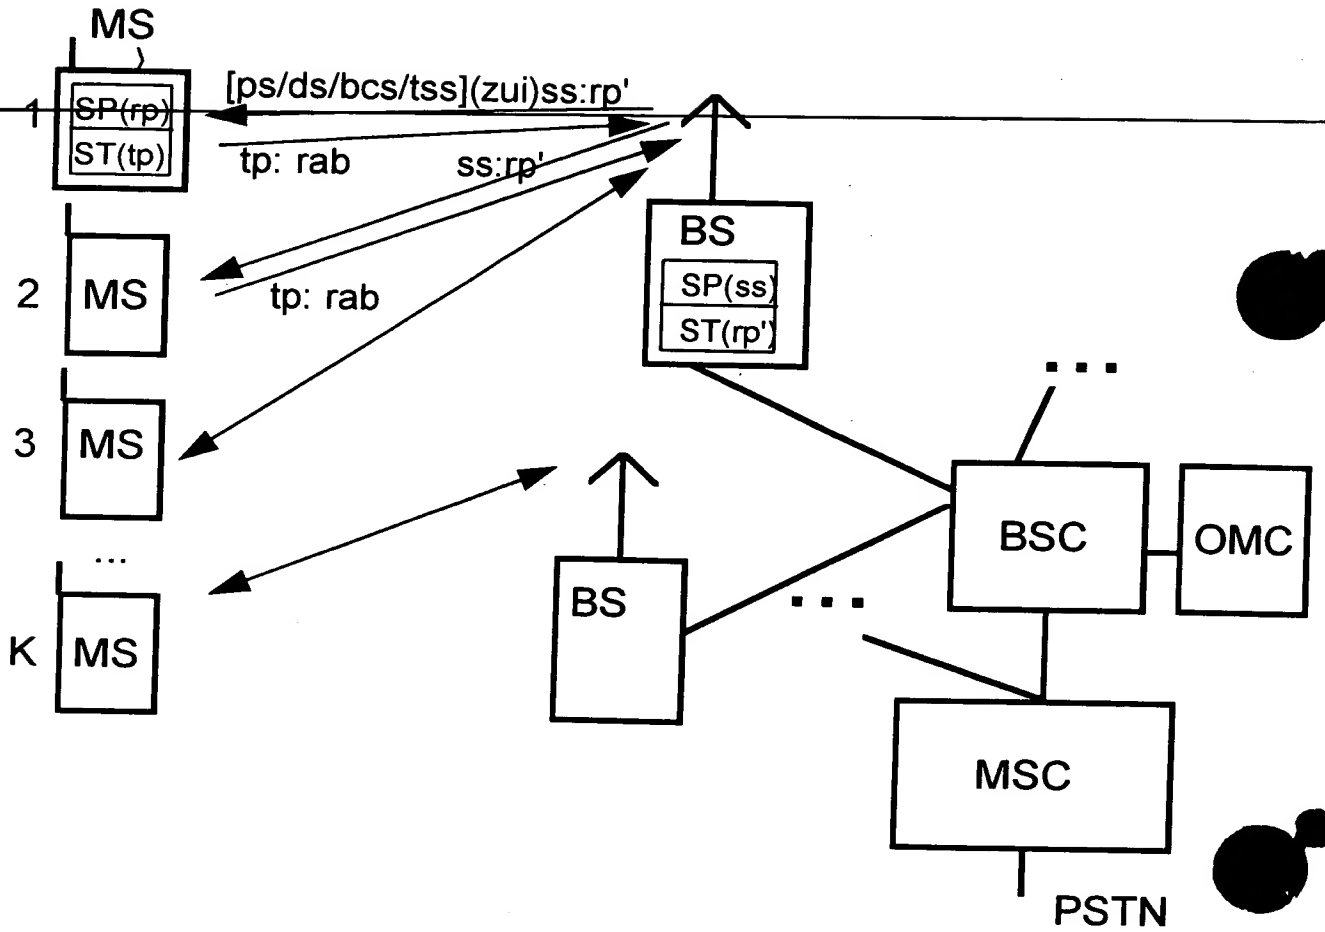 MS
[ps/ds/bcs/tss](zui)ss:rp'
1
SP(rp)
ST(tp)
tp: rab
ss:rp'
BS
SP(ss)
ST(rp')
2
MS
tp: rab
...
3
MS
BSC
OMC
...
BS
...
K
MS
MSC
PSTN